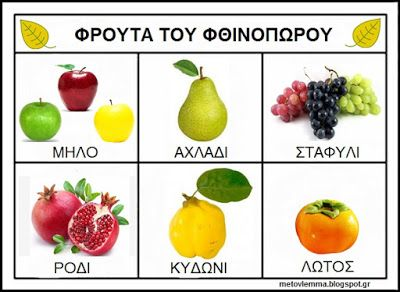 ΦΡΟΥΤΑ ΤΟΥ ΦΘΙΝΟΠΩΡΟΥ
ΜΗΛΟ
ΑΧΛΑΔΙ
ΣΤΑΦΥΛΙ
ΡΟΔΙ
ΚΥΔΩΝΙ
ΛΩΤΟΣ
metovlemma.blogspot.gr